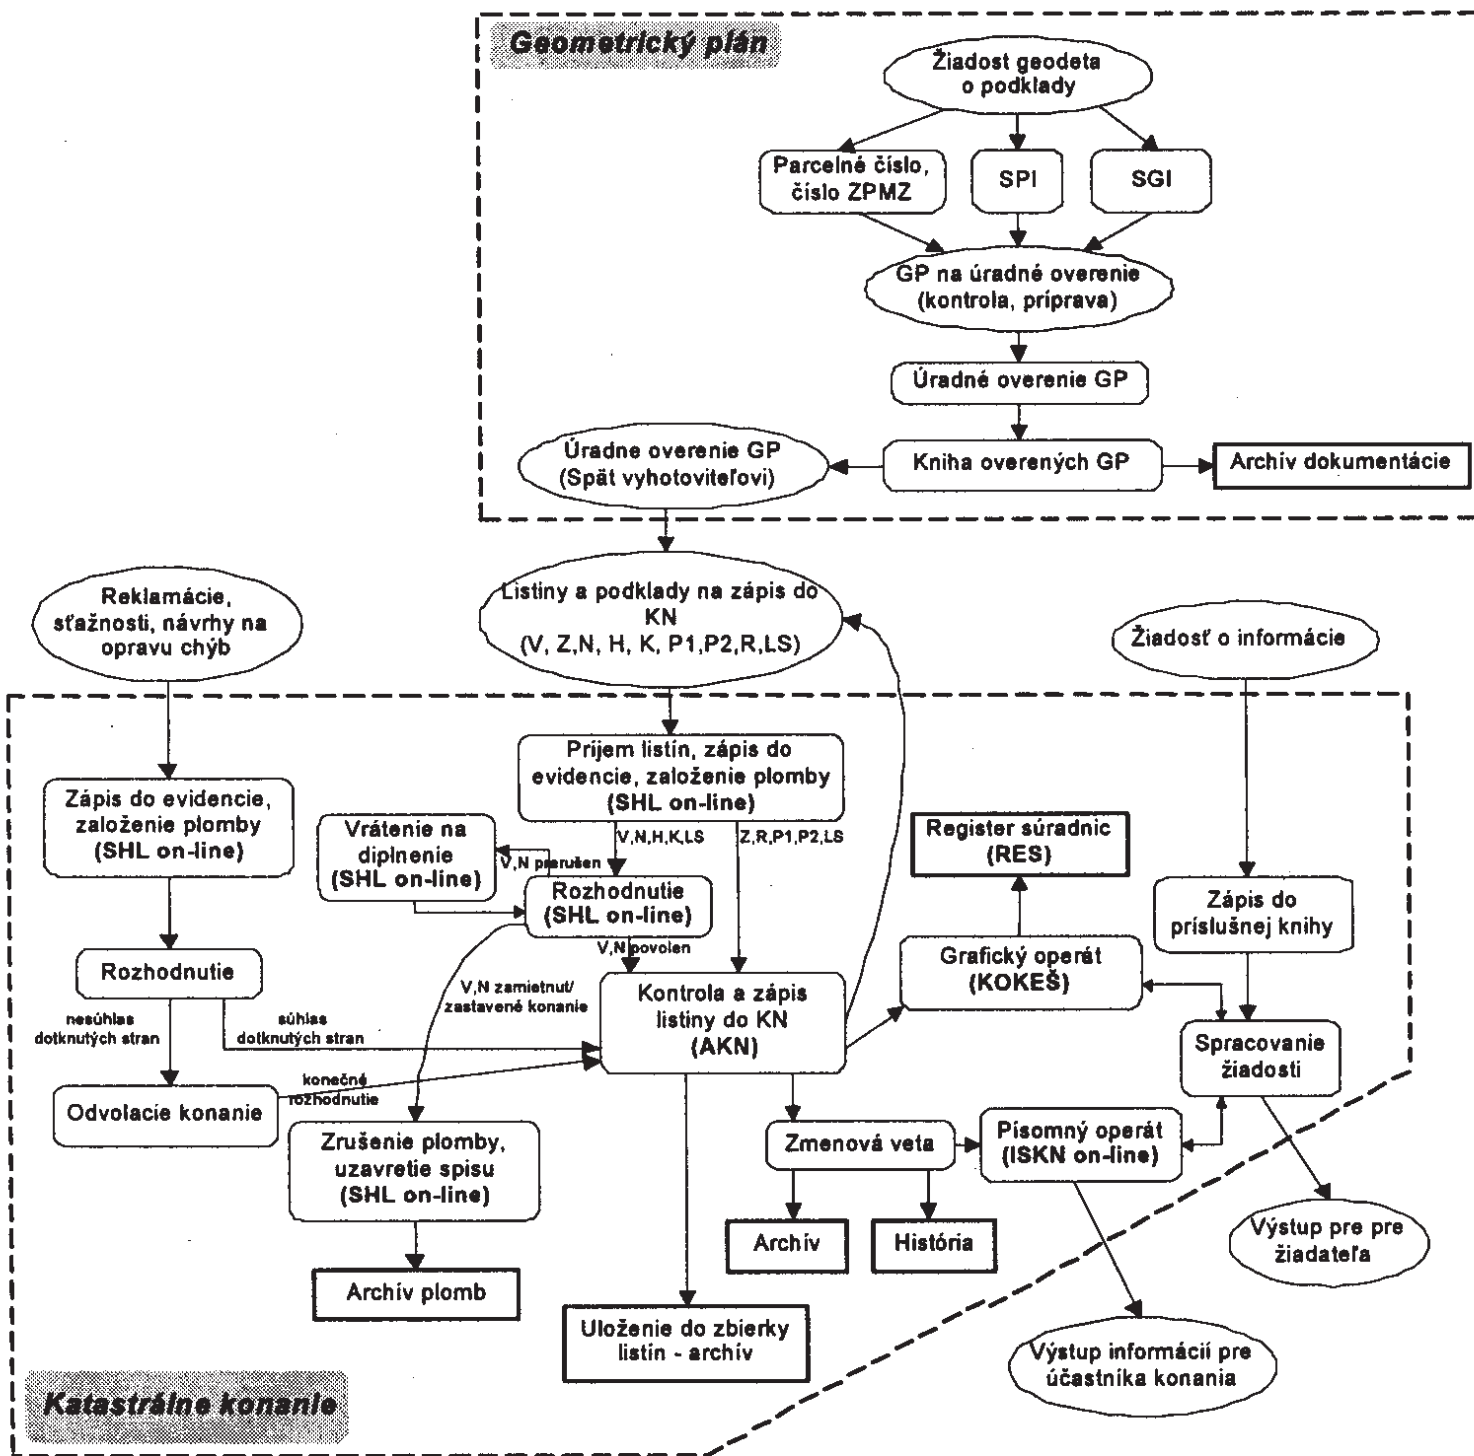 Geometrický plán
Žiadost geodeta
o podklady
Parcelné číslo,
číslo ZPMZ
SPI
SGI
GP na úradné overenie
(kontrola, príprava)
Úradné overenie GP
Úradne overenie GP
(Spät vyhotoviteľovi)
Kniha overených GP
Archív dokumentácie
Reklamácie,
sťažnosti, návrhy na
opravu chýb
Listiny a podklady na zápis do
KN
(V, Z,N, H, K, P1,P2,R,LS)
Žiadosť o informácie
Príjem listín, zápis do
evidencie, založenie plomby
(SHL on-line)
Zápis do evidencie,
založenie plomby
(SHL on-line)
Vrátenie na
diplnenie
(SHL on-line)
V,N,H,K,LS
Z,R,P1,P2,LS
V,N prerušen
Register súradnic
(RES)
Rozhodnutie
(SHL on-line)
Zápis do
príslušnej knihy
V,N povolen
Rozhodnutie
Grafický operát
(KOKEŠ)
V,N zamietnut/
zastavené konanie
Kontrola a zápis
listiny do KN
(AKN)
nesúhlas
dotknutých stran
súhlas
dotknutých stran
Spracovanie
žiadosti
konečné
rozhodnutie
Odvolacie konanie
Zrušenie plomby,
uzavretie spisu
(SHL on-line)
Zmenová veta
Písomný operát
(ISKN on-line)
Archív
História
Výstup pre pre
žiadateľa
Archív plomb
Uloženie do zbierky
listín - archív
Výstup informácií pre
účastníka konania
Katastrálne konanie